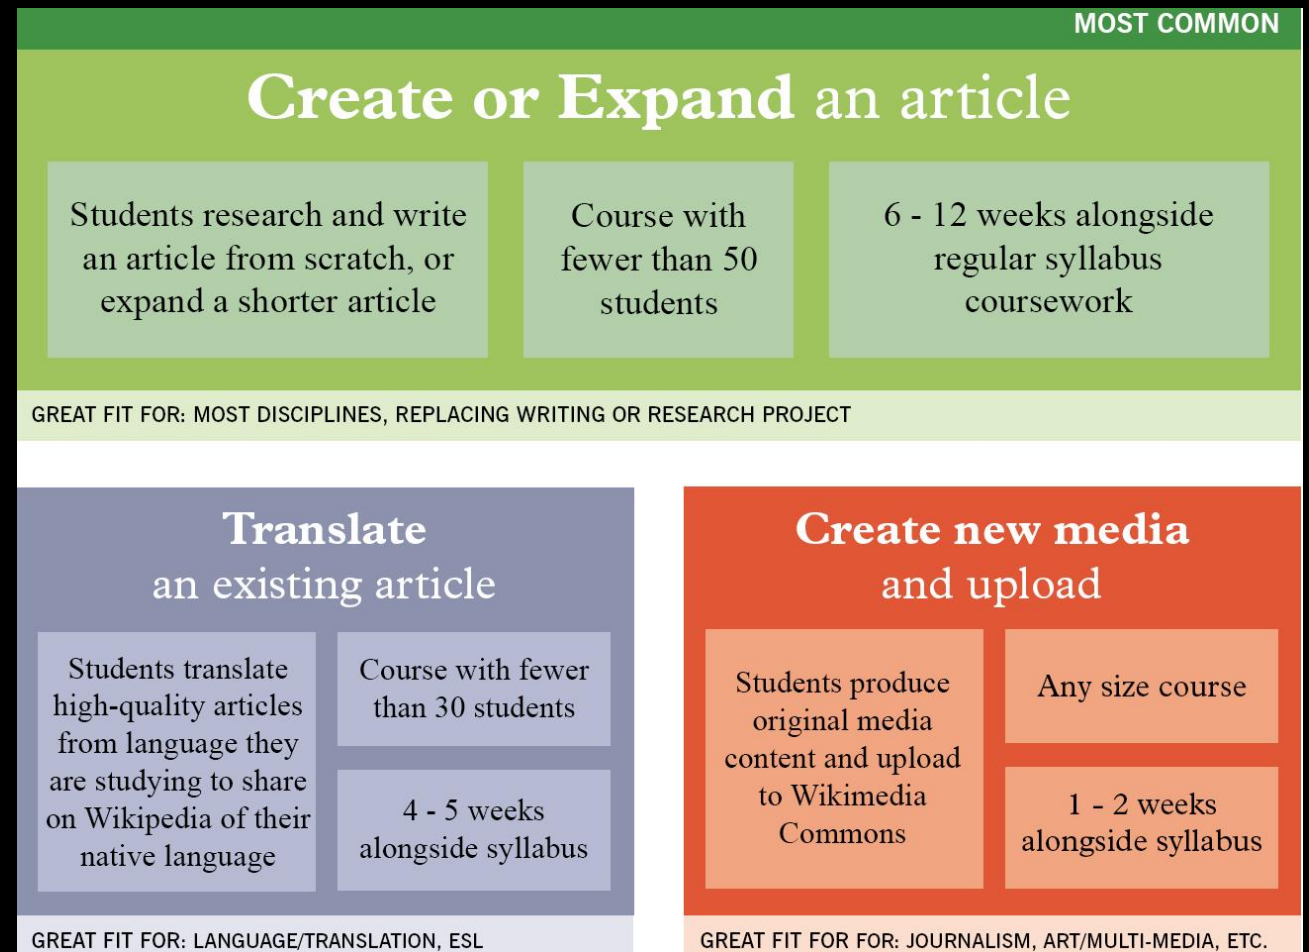 MOST COMMON
Create or Expand an article
Students research and write
an article from scratch, or
expand a shorter article
Course with
fewer than 50
students
6 - 12 weeks alongside
regular syllabus
coursework
GREAT FIT FOR: MOST DISCIPLINES, REPLACING WRITING OR RESEARCH PROJECT
Translate
an existing article
Students translate
high-quality articles
from language they
are studying to share
on Wikipedia of their
native language
Course with fewer
than 30 students
4 - 5 weeks
alongside syllabus
GREAT FIT FOR: LANGUAGE/TRANSLATION, ESL
Create new media
and upload
Students produce
original media
content and upload
to Wikimedia
Commons
Any size course
1 - 2 weeks
alongside syllabus
GREAT FIT FOR FOR: JOURNALISM, ART/MULTI-MEDIA, ETC.